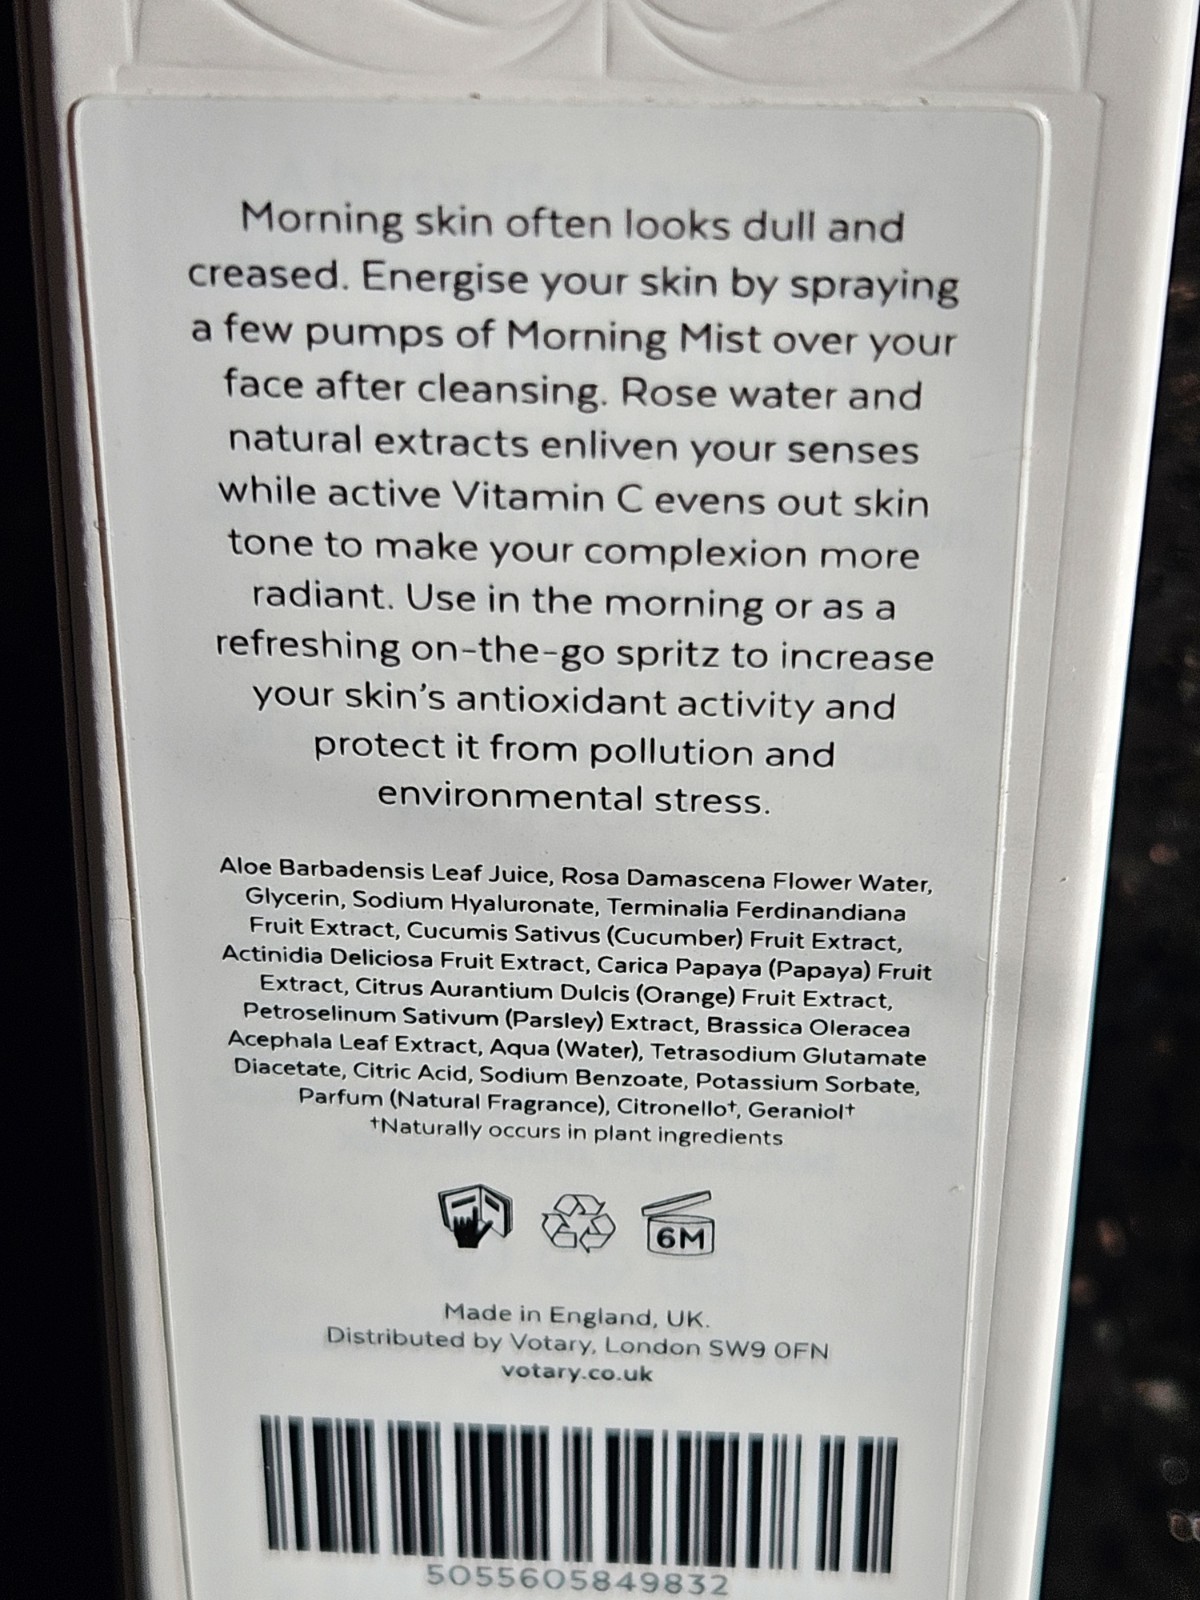 Morning skin often looks dull and
creased. Energise your skin by spraying
a few pumps of Morning Mist over your
face after cleansing. Rose water and
natural extracts enliven your senses
while active Vitamin C evens out skin
tone to make your complexion more
radiant. Use in the morning or as a
refreshing on-the-go spritz to increase
your skin's antioxidant activity and
protect it from pollution and
environmental stress.
Aloe Barbadensis Leaf Juice, Rosa Damascena Flower Water,
Glycerin, Sodium Hyaluronate, Terminalia Ferdinandiana
Fruit Extract, Cucumis Sativus (Cucumber) Fruit Extract,
Actinidia Deliciosa Fruit Extract, Carica Papaya (Papaya) Fruit
Extract, Citrus Aurantium Dulcis (Orange) Fruit Extract,
Petroselinum Sativum (Parsley) Extract, Brassica Oleracea
Acephala Leaf Extract, Aqua (Water), Tetrasodium Glutamate
Diacetate, Citric Acid, Sodium Benzoate, Potassium Sorbate,
Parfum (Natural Fragrance), Citronello†, Geraniol†
†Naturally occurs in plant ingredients
6M
Made in England, UK.
Distributed by Votary, London SW9 0FN
votary.co.uk
5055605849832